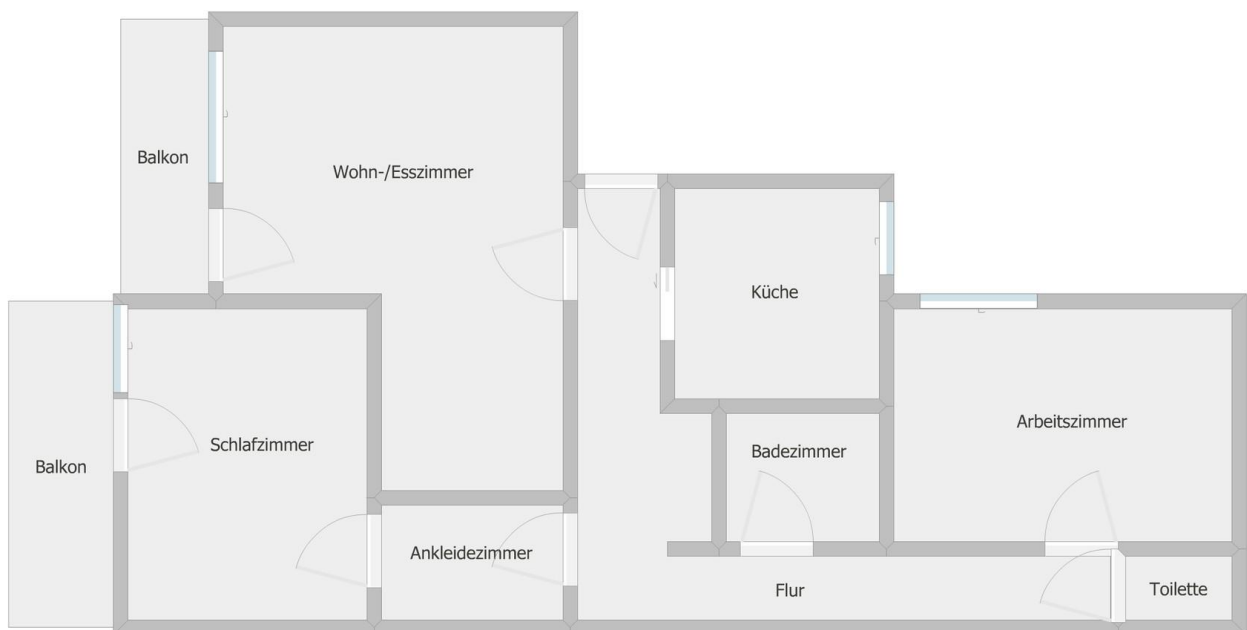 Balkon
Wohn-/Esszimmer
Küche
Arbeitszimmer
Schlafzimmer
Badezimmer
Balkon
Ankleidezimmer
Flur
Toilette